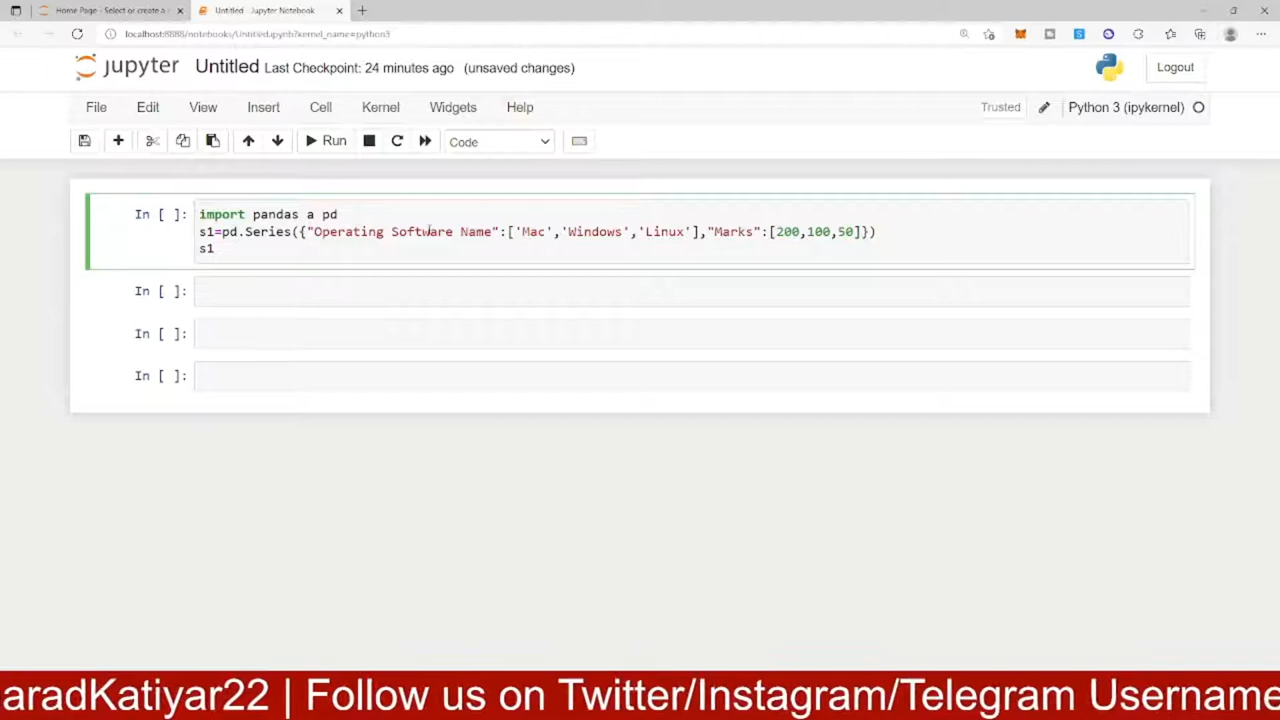 Home Page - Select or create a n
Untitled - Jupyter Notebook
localhost:8888/notebooks/Untitled.ipynb?kernel_name=python3
jupyter Untitled Last Checkpoint: 24 minutes ago (unsaved changes)
Logout
File Edit View Insert Cell Kernel Widgets Help
Trusted
Python 3 (ipykernel)
Run
Code
In [ ]: import pandas a pd
s1=pd.Series({"Operating Software Name":['Mac','Windows','Linux'],"Marks":[200,100,50]})
s1
In [ ]:
In [ ]:
In [ ]:
aradKatiyar22 | Follow us on Twitter/Instagram/Telegram Username